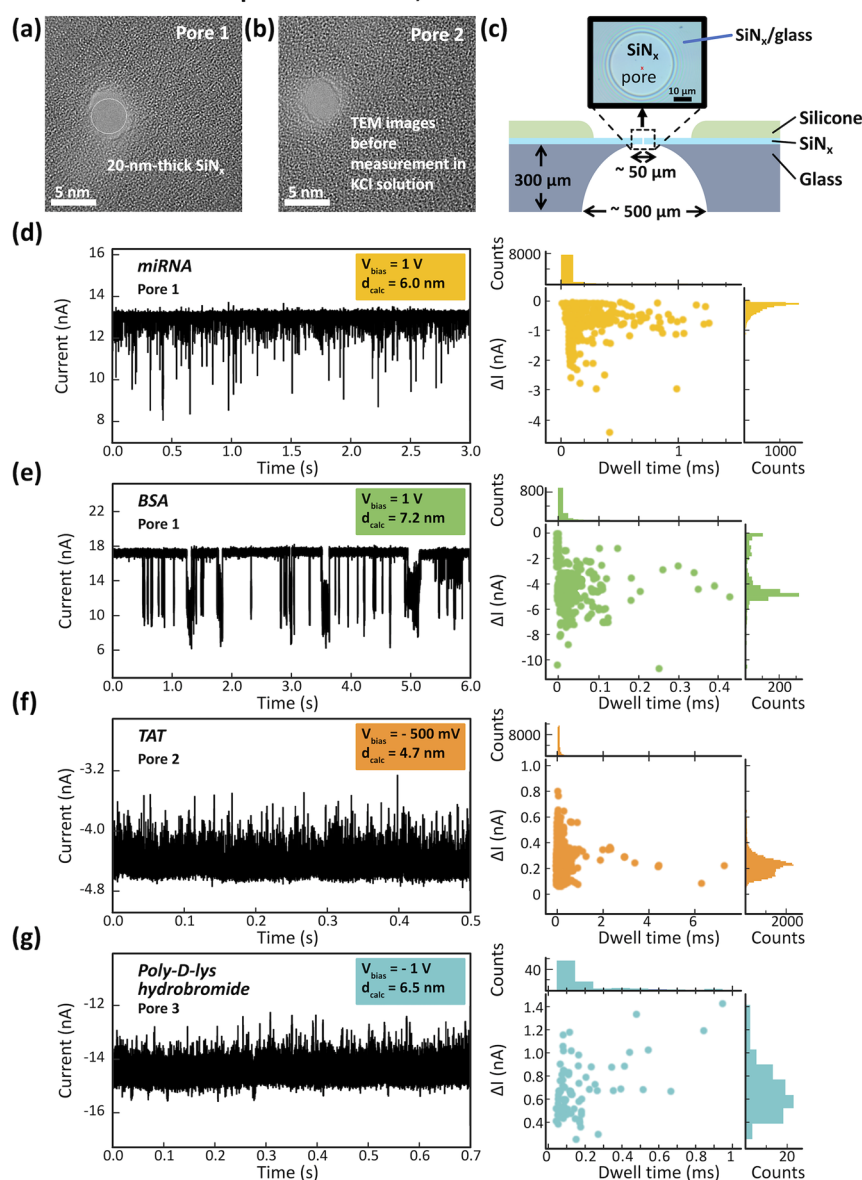 (a)
Pore 1
20-nm-thick SiNx
5 nm
(b)
Pore 2
TEM images
before
measurement in
KCl solution
5 nm
(c)
SiNx
pore
10 µm
SiNx/glass
Silicone
SiNx
Glass
300 µm
~ 50 µm
~ 500 µm
(d)
miRNA
Pore 1
Vbias = 1 V
dcalc = 6.0 nm
Current (nA)
16
14
12
10
8
0.0 0.5 1.0 1.5 2.0 2.5 3.0
Time (s)
Counts
8000
0
ΔI (nA)
0
-1
-2
-3
-4
0 1
Dwell time (ms)
1000
Counts
(e)
BSA
Pore 1
Vbias = 1 V
dcalc = 7.2 nm
Current (nA)
22
18
14
10
6
0.0 1.0 2.0 3.0 4.0 5.0 6.0
Time (s)
Counts
800
0
ΔI (nA)
0
-2
-4
-6
-8
-10
0 0.1 0.2 0.3 0.4
Dwell time (ms)
200
Counts
(f)
TAT
Pore 2
Vbias = - 500 mV
dcalc = 4.7 nm
Current (nA)
-3.2
-4.0
-4.8
0.0 0.1 0.2 0.3 0.4 0.5
Time (s)
Counts
8000
0
ΔI (nA)
1.0
0.8
0.6
0.4
0.2
0
0 2 4 6
Dwell time (ms)
2000
Counts
(g)
Poly-D-lys
hydrobromide
Pore 3
Vbias = - 1 V
dcalc = 6.5 nm
Current (nA)
-12
-14
-16
0.0 0.1 0.2 0.3 0.4 0.5 0.6 0.7
Time (s)
Counts
40
0
ΔI (nA)
1.4
1.2
1.0
0.8
0.6
0.4
0.2
0 0.2 0.4 0.6 0.8 1
Dwell time (ms)
20
Counts